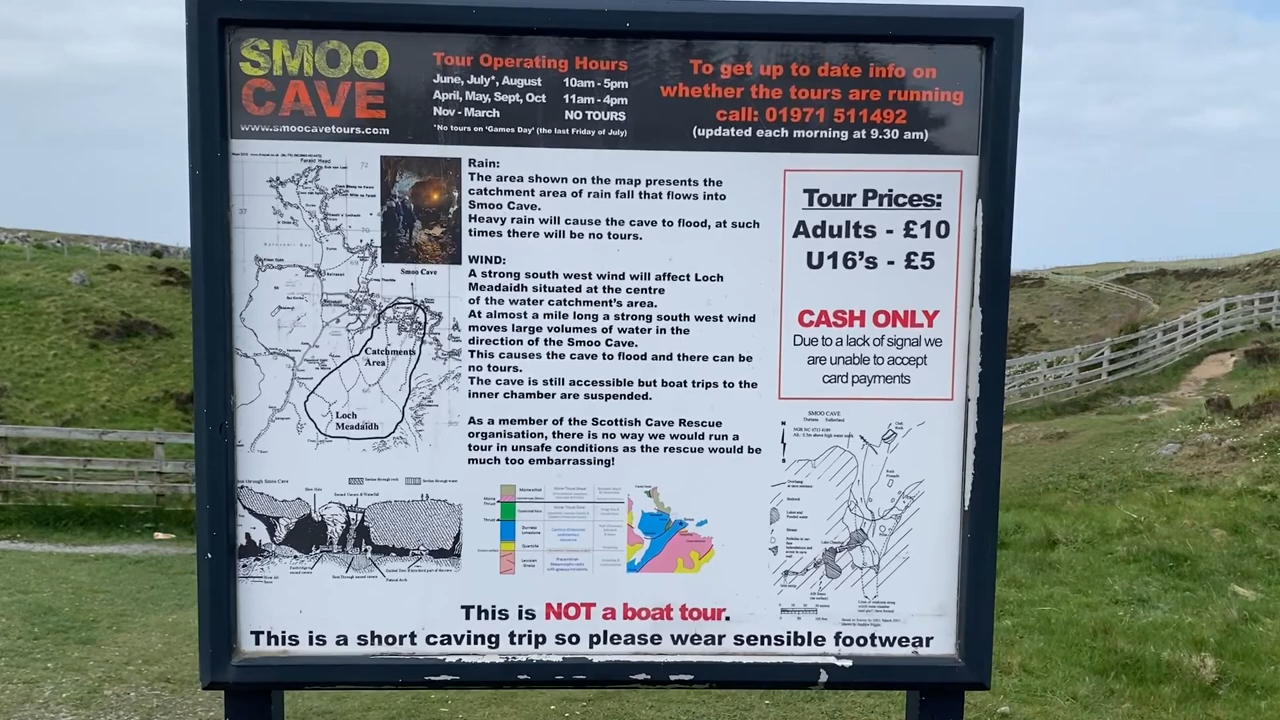 SMOO
CAVE
www.smoocavetours.com
Tour Operating Hours
June, July*, August 10am - 5pm
April, May, Sept, Oct 11am - 4pm
Nov - March NO TOURS
*No tours on 'Games Day' (the last Friday of July)
To get up to date info on
whether the tours are running
call: 01971 511492
(updated each morning at 9.30 am)
Faraid Head
Smoo Cave
Catchments
Area
Loch
Meadaidh
Rain:
The area shown on the map presents the
catchment area of rain fall that flows into
Smoo Cave.
Heavy rain will cause the cave to flood, at such
times there will be no tours.
WIND:
A strong south west wind will affect Loch
Meadaidh situated at the centre
of the water catchment's area.
At almost a mile long a strong south west wind
moves large volumes of water in the
direction of the Smoo Cave.
This causes the cave to flood and there can be
no tours.
The cave is still accessible but boat trips to the
inner chamber are suspended.
As a member of the Scottish Cave Rescue
organisation, there is no way we would run a
tour in unsafe conditions as the rescue would be
much too embarrassing!
Tour Prices:
Adults - £10
U16's - £5
CASH ONLY
Due to a lack of signal we
are unable to accept
card payments
SMOO CAVE
N
Durness
Limestone
Quartzite
This is NOT a boat tour.
This is a short caving trip so please wear sensible footwear